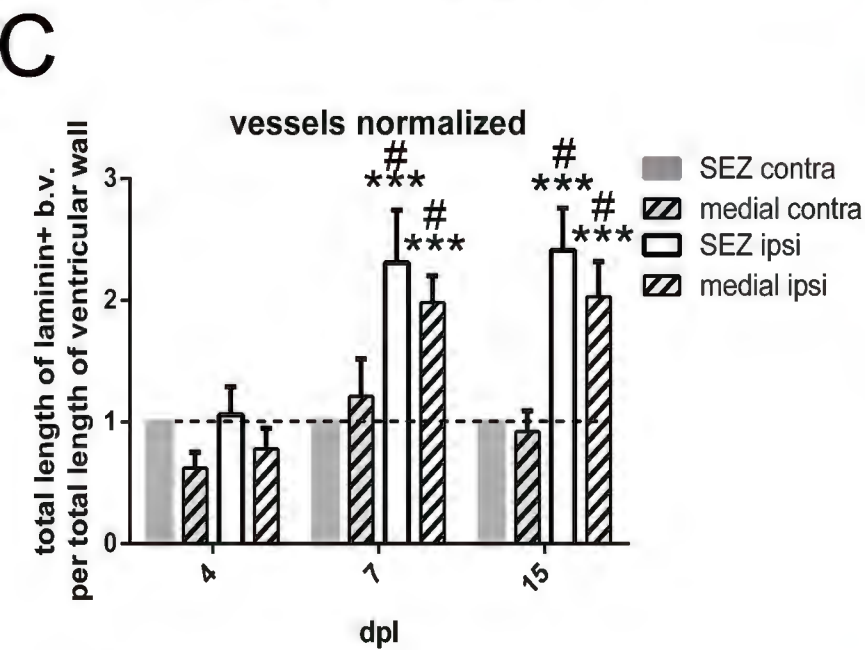 C
vessels normalized
total length of laminin+ b.v.
per total length of ventricular wall
3
2
1
0
#
***
#
***
#
***
#
***
4
7
15
dpl
SEZ contra
medial contra
SEZ ipsi
medial ipsi